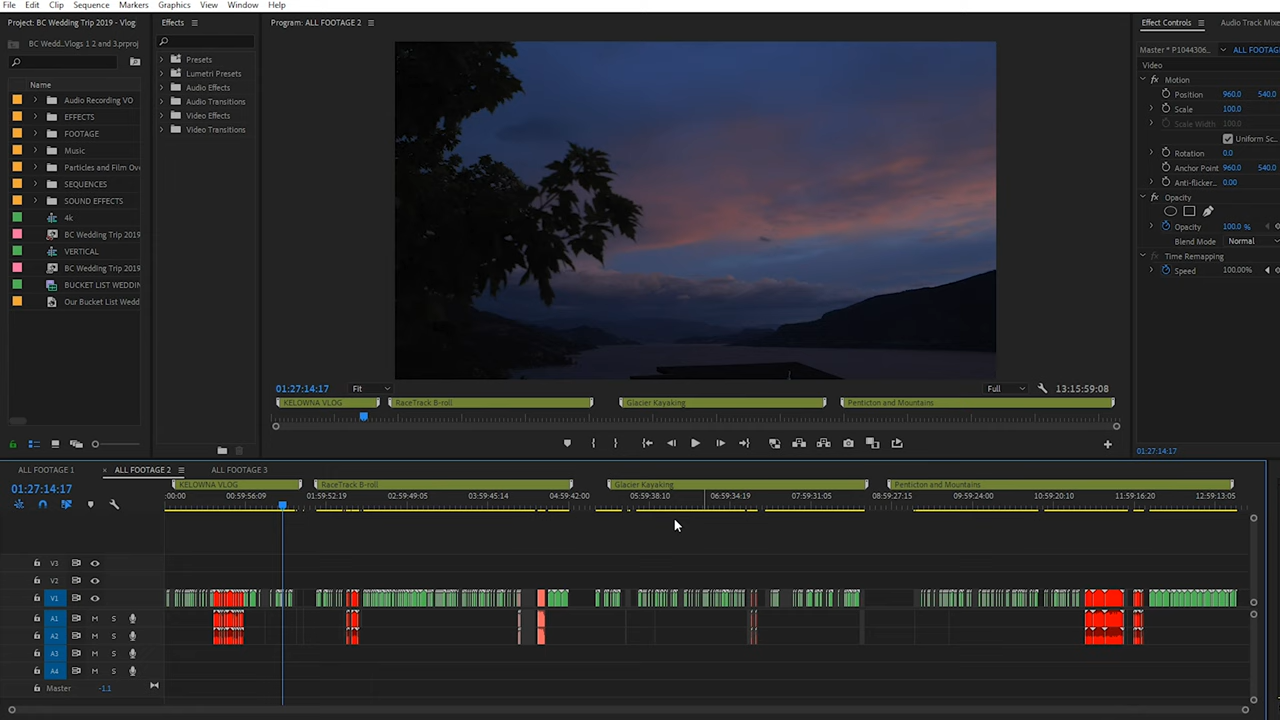 File Edit Clip Sequence Markers Graphics View Window Help
Project: BC Wedding Trip 2019 - Vlog
BC Wedd...Vlogs 1 2 and 3.prproj
Name
Audio Recording VO
EFFECTS
FOOTAGE
Music
Particles and Film Ov
SEQUENCES
SOUND EFFECTS
4k
BC Wedding Trip 2019
VERTICAL
BC Wedding Trip 2019
BUCKET LIST WEDDIN
Our Bucket List Wedd
Effects
Presets
Lumetri Presets
Audio Effects
Audio Transitions
Video Effects
Video Transitions
Program: ALL FOOTAGE 2
01:27:14:17 Fit Full 13:15:59:08
KELOWNA VLOG RaceTrack B-roll Glacier Kayaking Penticton and Mountains
Effect Controls Audio Track Mixe
Master * P1044306... ALL FOOTAG
Video
fx Motion
Position 960.0 540.0
Scale 100.0
Scale Width 100.0
Uniform Sc...
Rotation 0.0
Anchor Point 960.0 540.0
Anti-flicker... 0.00
fx Opacity
Opacity 100.0 %
Blend Mode Normal
fx Time Remapping
Speed 100.00%
01:27:14:17
ALL FOOTAGE 1 × ALL FOOTAGE 2 ALL FOOTAGE 3
01:27:14:17
KELOWNA VLOG RaceTrack B-roll Glacier Kayaking Penticton and Mountains
:00:00 00:59:56:09 01:59:52:19 02:59:49:05 03:59:45:14 04:59:42:00 05:59:38:10 06:59:34:19 07:59:31:05 08:59:27:15 09:59:24:00 10:59:20:10 11:59:16:20 12:59:13:05
V3
V2
V1
A1 M S
A2 M S
A3 M S
A4 M S
Master -1.1